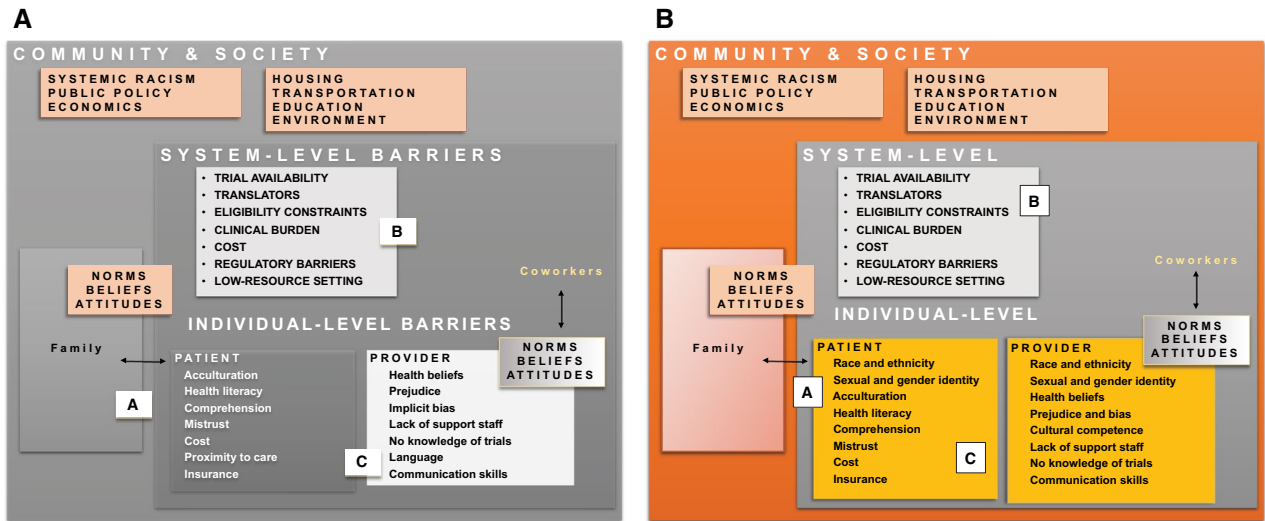 A
COMMUNITY & SOCIETY
SYSTEMIC RACISM
PUBLIC POLICY
ECONOMICS
HOUSING
TRANSPORTATION
EDUCATION
ENVIRONMENT
SYSTEM-LEVEL BARRIERS
• TRIAL AVAILABILITY
• TRANSLATORS
• ELIGIBILITY CONSTRAINTS
• CLINICAL BURDEN
• COST
• REGULATORY BARRIERS
• LOW-RESOURCE SETTING
B
Coworkers
NORMS
BELIEFS
ATTITUDES
Family
INDIVIDUAL-LEVEL BARRIERS
NORMS
BELIEFS
ATTITUDES
A
PATIENT
Acculturation
Health literacy
Comprehension
Mistrust
Cost
Proximity to care
Insurance
C
PROVIDER
Health beliefs
Prejudice
Implicit bias
Lack of support staff
No knowledge of trials
Language
Communication skills
B
COMMUNITY & SOCIETY
SYSTEMIC RACISM
PUBLIC POLICY
ECONOMICS
HOUSING
TRANSPORTATION
EDUCATION
ENVIRONMENT
SYSTEM-LEVEL
• TRIAL AVAILABILITY
• TRANSLATORS
• ELIGIBILITY CONSTRAINTS
• CLINICAL BURDEN
• COST
• REGULATORY BARRIERS
• LOW-RESOURCE SETTING
B
Coworkers
NORMS
BELIEFS
ATTITUDES
Family
INDIVIDUAL-LEVEL
NORMS
BELIEFS
ATTITUDES
A
PATIENT
Race and ethnicity
Sexual and gender identity
Acculturation
Health literacy
Comprehension
Mistrust
Cost
Insurance
C
PROVIDER
Race and ethnicity
Sexual and gender identity
Health beliefs
Prejudice and bias
Cultural competence
Lack of support staff
No knowledge of trials
Communication skills